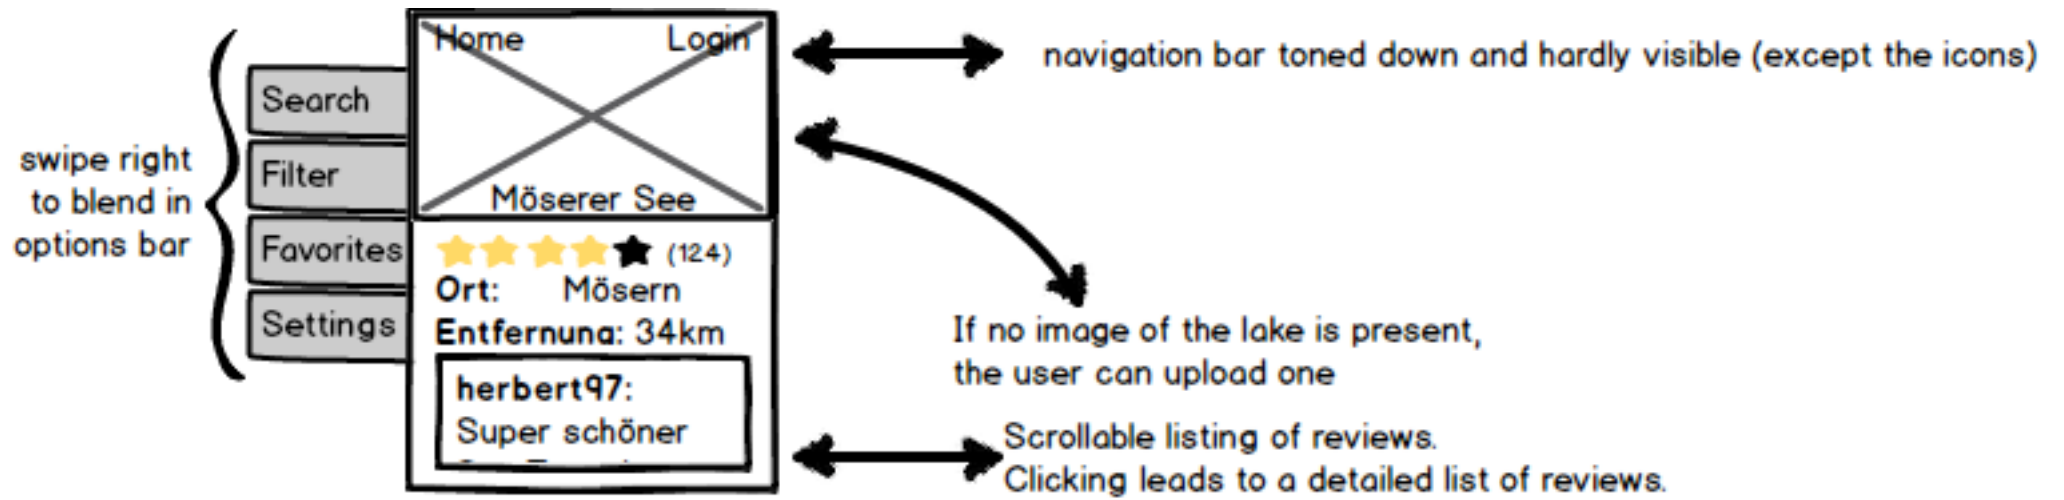 Home Login
navigation bar toned down and hardly visible (except the icons)
Search
Filter
Favorites
Settings
swipe right
to blend in
options bar
Möserer See
(124)
Ort: Mösern
Entfernung: 34km
herbert97:
Super schöner
If no image of the lake is present,
the user can upload one
Scrollable listing of reviews.
Clicking leads to a detailed list of reviews.